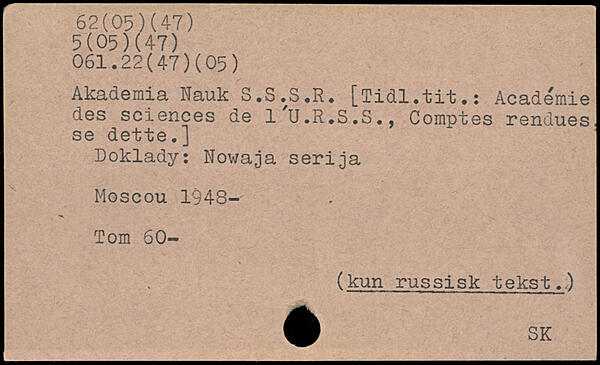 62(05)(47)
5(05)(47)
061.22(47)(05)
Akademia Nauk S.S.S.R. [Tidl.tit.: Académie
des sciences de l'U.R.S.S., Comptes rendues,
se dette.]
Doklady: Nowaja serija
Moscou 1948-
Tom 60-
(kun russisk tekst.)
SK